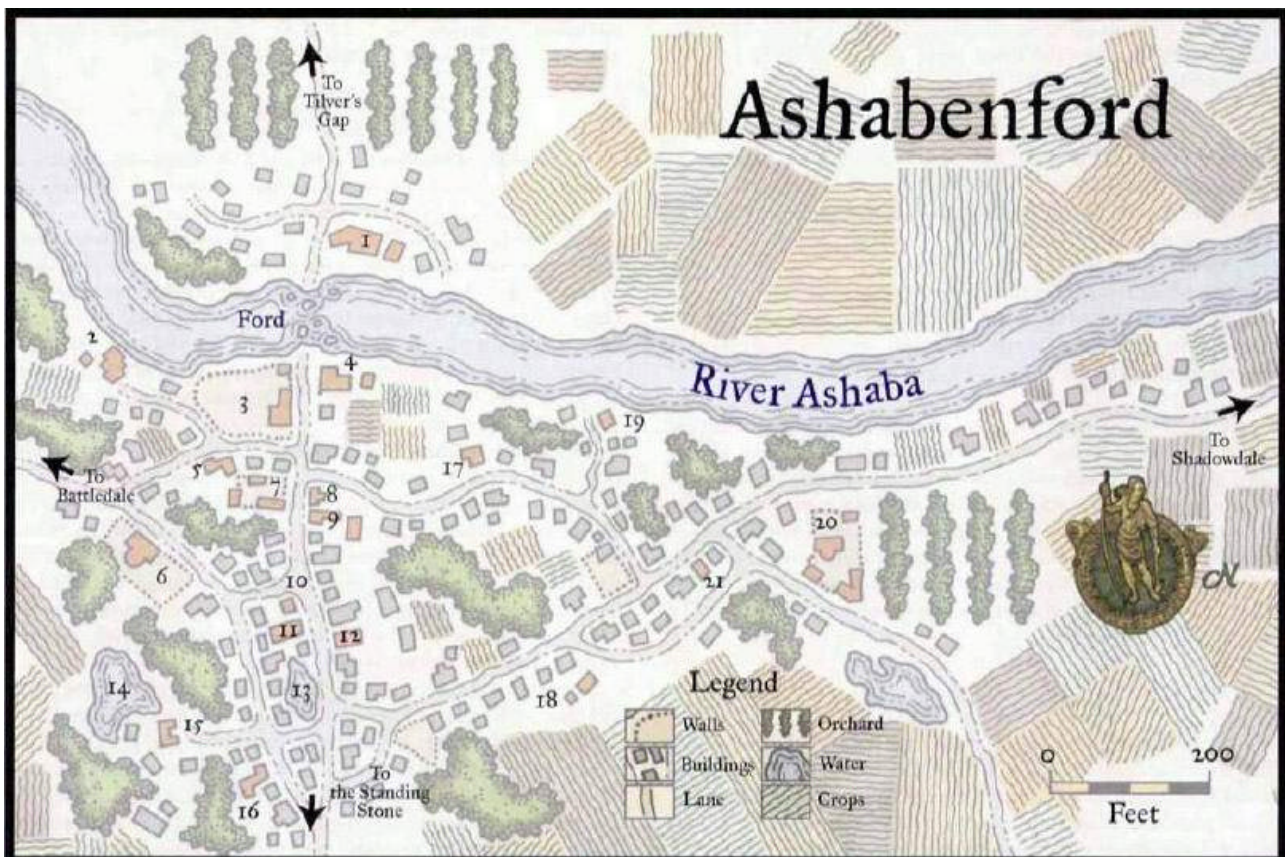 Ashabenford
To
Tilver's
Gap
1
Ford
2
4
3
River Ashaba
19
To
Shadowdale
To
Battledale
5
17
7
8
9
20
6
10
21
11
12
14
13
15
18
16
To
the Standing
Stone
N
Legend
Walls
Orchard
Buildings
Water
Lane
Crops
0 200
Feet